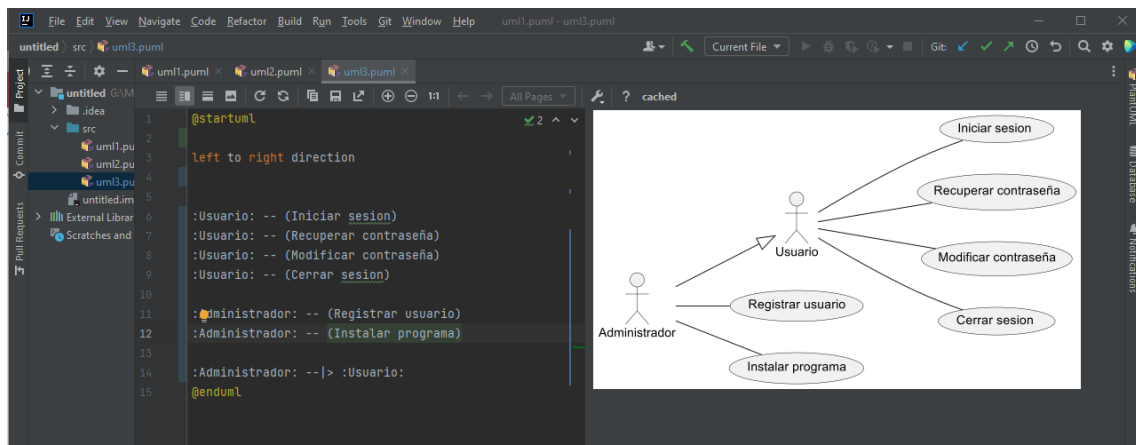 File Edit View Navigate Code Refactor Build Run Tools Git Window Help uml1.puml - uml3.puml
untitled src uml3.puml Current File Git:
Project
Commit
Pull Requests
untitled G:\M
.idea
src
uml1.pu
uml2.pu
uml3.pu
untitled.im
External Librar
Scratches and
uml1.puml uml2.puml uml3.puml
1:1 All Pages ? cached
1 @startuml 2
2
3 left to right direction
4
5
6 :Usuario: -- (Iniciar sesion)
7 :Usuario: -- (Recuperar contraseña)
8 :Usuario: -- (Modificar contraseña)
9 :Usuario: -- (Cerrar sesion)
10
11 :Administrador: -- (Registrar usuario)
12 :Administrador: -- (Instalar programa)
13
14 :Administrador: --|> :Usuario:
15 @enduml
Iniciar sesion
Recuperar contraseña
Usuario
Modificar contraseña
Registrar usuario
Cerrar sesion
Administrador
Instalar programa
PlantUML
Database
Notifications